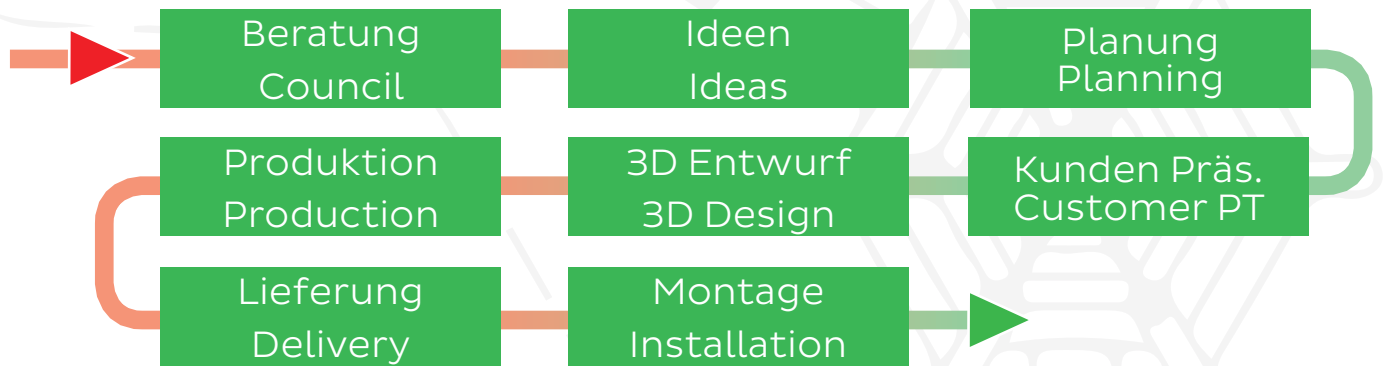 Beratung
Council
Ideen
Ideas
Planung
Planning
Produktion
Production
3D Entwurf
3D Design
Kunden Präs.
Customer PT
Lieferung
Delivery
Montage
Installation